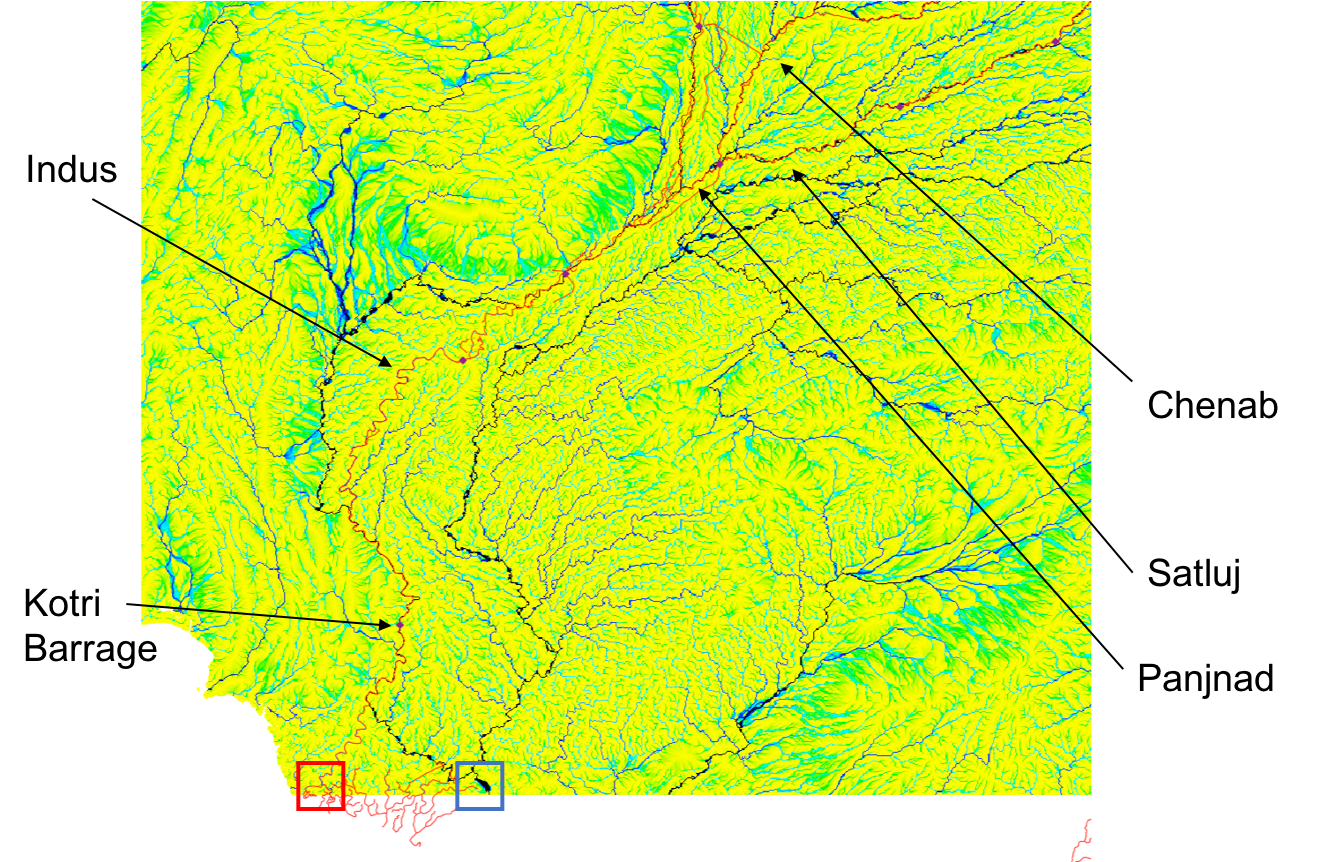 Indus
Chenab
Satluj
Kotri
Barrage
Panjnad